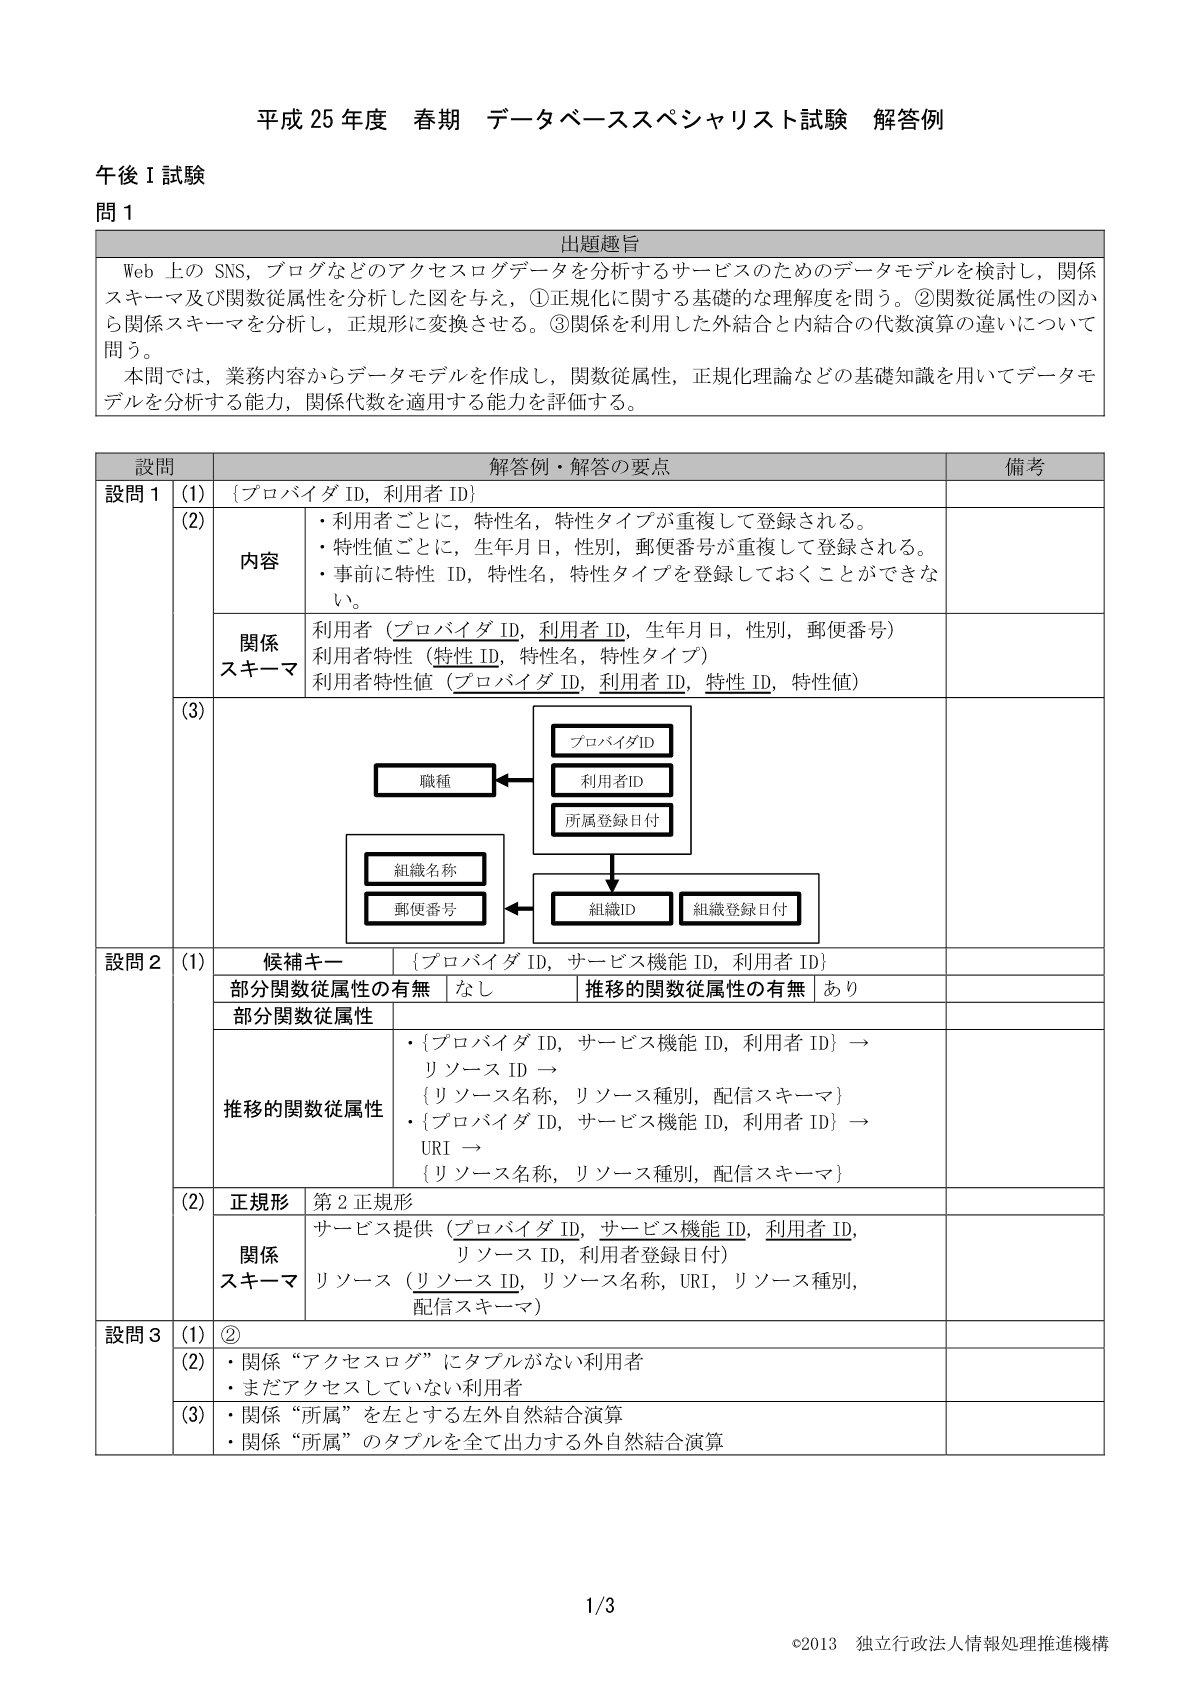 平成 25 年度　春期　データベーススペシャリスト試験　解答例
午後Ⅰ試験
問１
出題趣旨
Web 上の SNS，ブログなどのアクセスログデータを分析するサービスのためのデータモデルを検討し，関係
スキーマ及び関数従属性を分析した図を与え，①正規化に関する基礎的な理解度を問う。②関数従属性の図か
ら関係スキーマを分析し，正規形に変換させる。③関係を利用した外結合と内結合の代数演算の違いについて
問う。
本問では，業務内容からデータモデルを作成し，関数従属性，正規化理論などの基礎知識を用いてデータモ
デルを分析する能力，関係代数を適用する能力を評価する。
設問　解答例・解答の要点　備考
設問１ (1) {プロバイダ ID，利用者 ID}
(2) 内容
・利用者ごとに，特性名，特性タイプが重複して登録される。
・特性値ごとに，生年月日，性別，郵便番号が重複して登録される。
・事前に特性 ID，特性名，特性タイプを登録しておくことができな
い。
関係
スキーマ
利用者（プロバイダ ID，利用者 ID，生年月日，性別，郵便番号）
利用者特性（特性 ID，特性名，特性タイプ）
利用者特性値（プロバイダ ID，利用者 ID，特性 ID，特性値）
(3)
プロバイダID
職種 利用者ID
所属登録日付
組織名称
郵便番号 組織ID 組織登録日付
設問２ (1) 候補キー {プロバイダ ID，サービス機能 ID，利用者 ID}
部分関数従属性の有無 なし 推移的関数従属性の有無 あり
部分関数従属性
推移的関数従属性
・{プロバイダ ID，サービス機能 ID，利用者 ID} →
リソース ID →
{リソース名称，リソース種別，配信スキーマ}
・{プロバイダ ID，サービス機能 ID，利用者 ID} →
URI →
{リソース名称，リソース種別，配信スキーマ}
(2) 正規形 第２正規形
関係
スキーマ
サービス提供（プロバイダ ID，サービス機能 ID，利用者 ID，
リソース ID，利用者登録日付）
リソース（リソース ID，リソース名称，URI，リソース種別，
配信スキーマ）
設問３ (1) ②
(2) ・関係“アクセスログ”にタプルがない利用者
・まだアクセスしていない利用者
(3) ・関係“所属”を左とする左外自然結合演算
・関係“所属”のタプルを全て出力する外自然結合演算
1/3
©2013　独立行政法人情報処理推進機構